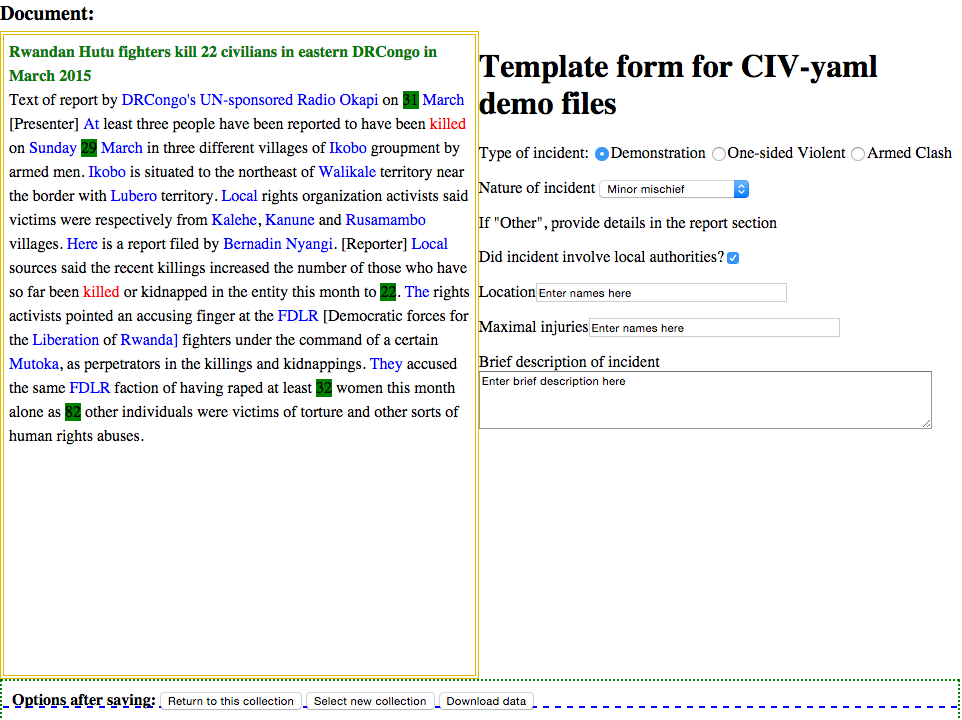 Document:
Rwandan Hutu fighters kill 22 civilians in eastern DRCongo in
March 2015
Text of report by DRCongo's UN-sponsored Radio Okapi on 31 March
[Presenter] At least three people have been reported to have been killed
on Sunday 29 March in three different villages of Ikobo groupment by
armed men. Ikobo is situated to the northeast of Walikale territory near
the border with Lubero territory. Local rights organization activists said
victims were respectively from Kalehe, Kanune and Rusamambo
villages. Here is a report filed by Bernadin Nyangi. [Reporter] Local
sources said the recent killings increased the number of those who have
so far been killed or kidnapped in the entity this month to 22. The rights
activists pointed an accusing finger at the FDLR [Democratic forces for
the Liberation of Rwanda] fighters under the command of a certain
Mutoka, as perpetrators in the killings and kidnappings. They accused
the same FDLR faction of having raped at least 32 women this month
alone as 82 other individuals were victims of torture and other sorts of
human rights abuses.
Template form for CIV-yaml
demo files
Type of incident: Demonstration One-sided Violent Armed Clash
Nature of incident Minor mischief
If "Other", provide details in the report section
Did incident involve local authorities?
Location Enter names here
Maximal injuries Enter names here
Brief description of incident
Enter brief description here
Options after saving: Return to this collection Select new collection Download data